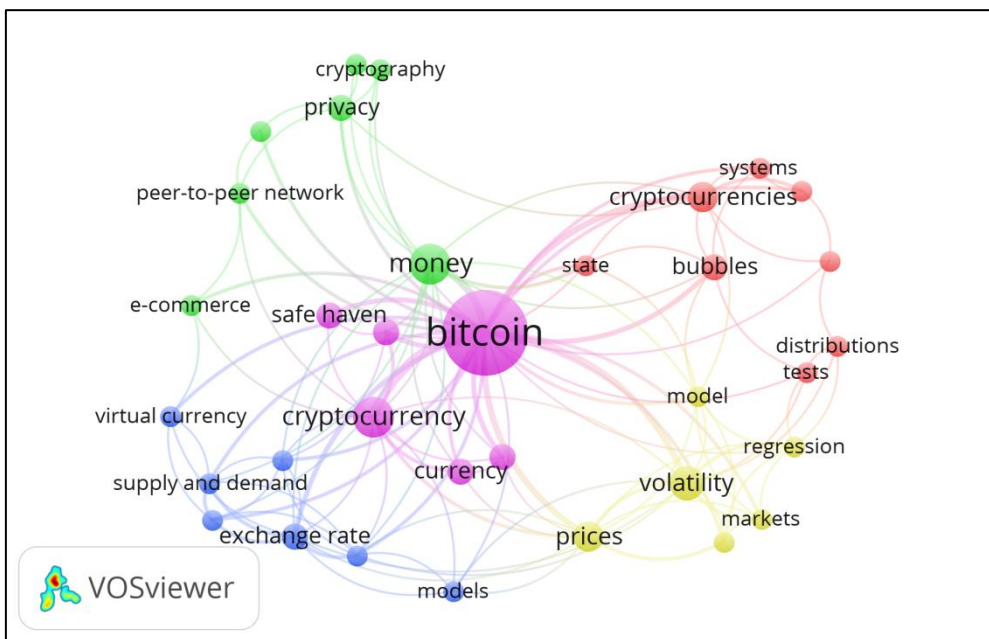 cryptography
privacy
systems
peer-to-peer network
cryptocurrencies
money
state
bubbles
e-commerce
safe haven
bitcoin
distributions
tests
model
virtual currency
cryptocurrency
regression
currency
supply and demand
volatility
markets
exchange rate
prices
models
VOSviewer